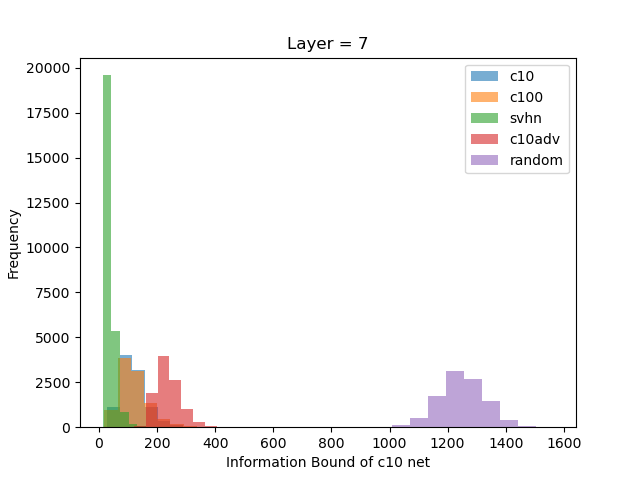 Layer = 7
20000
17500
15000
12500
10000
7500
5000
2500
0
Frequency
0 200 400 600 800 1000 1200 1400 1600
Information Bound of c10 net
c10
c100
svhn
c10adv
random